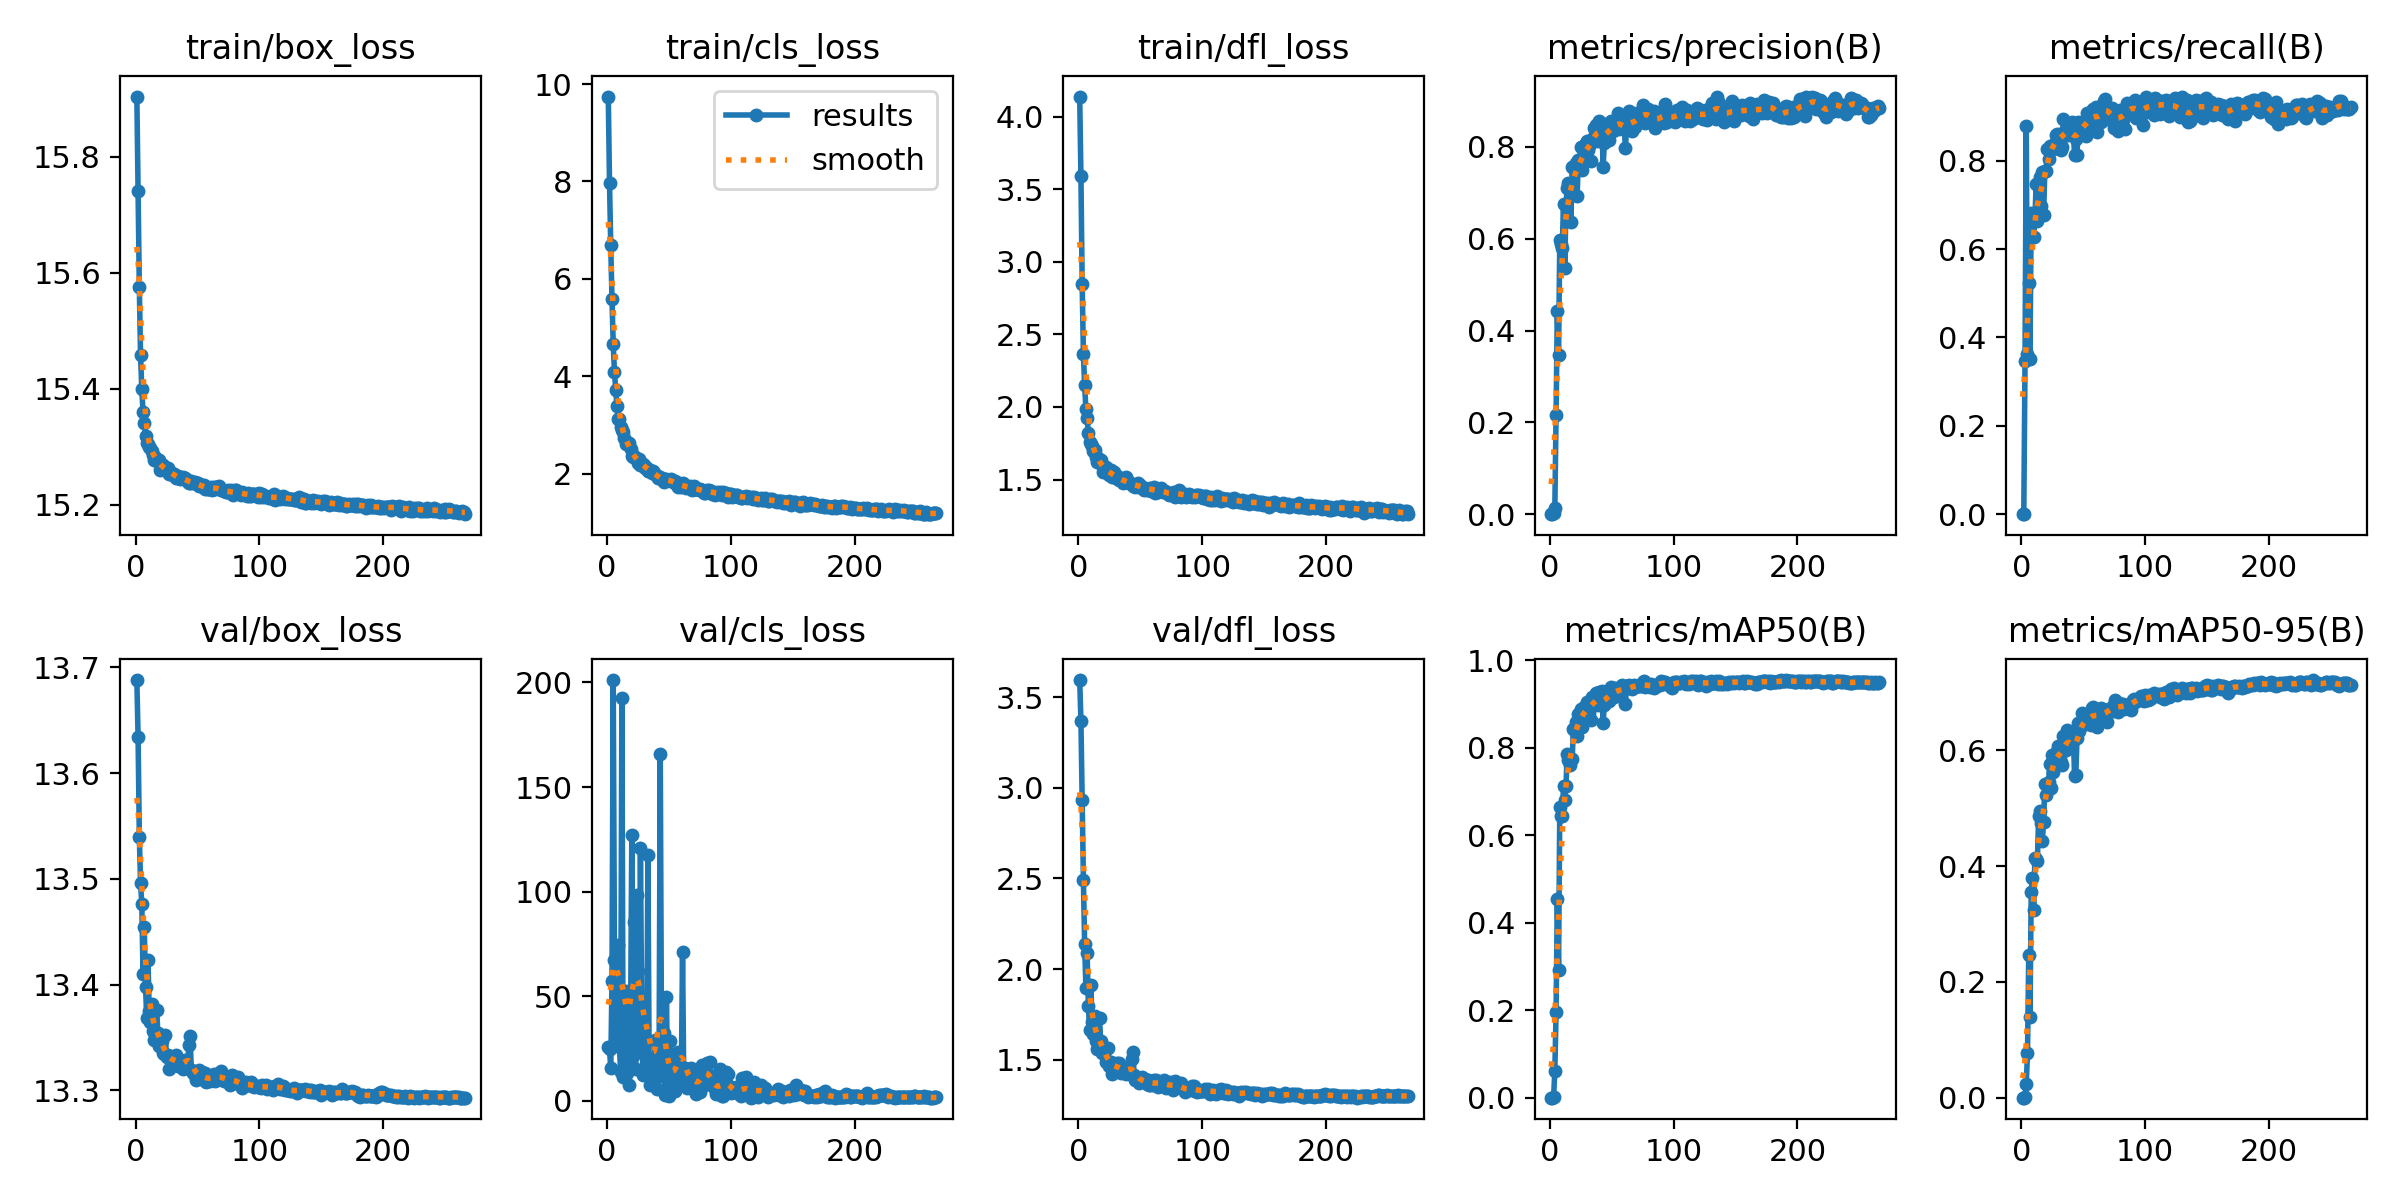 train/box_loss
train/cls_loss
train/dfl_loss
metrics/precision(B)
metrics/recall(B)
15.8
15.6
15.4
15.2
0 100 200
10
8
6
4
2
0 100 200
results
smooth
4.0
3.5
3.0
2.5
2.0
1.5
0 100 200
0.8
0.6
0.4
0.2
0.0
0 100 200
0.8
0.6
0.4
0.2
0.0
0 100 200
val/box_loss
val/cls_loss
val/dfl_loss
metrics/mAP50(B)
metrics/mAP50-95(B)
13.7
13.6
13.5
13.4
13.3
0 100 200
200
150
100
50
0
0 100 200
3.5
3.0
2.5
2.0
1.5
0 100 200
1.0
0.8
0.6
0.4
0.2
0.0
0 100 200
0.6
0.4
0.2
0.0
0 100 200